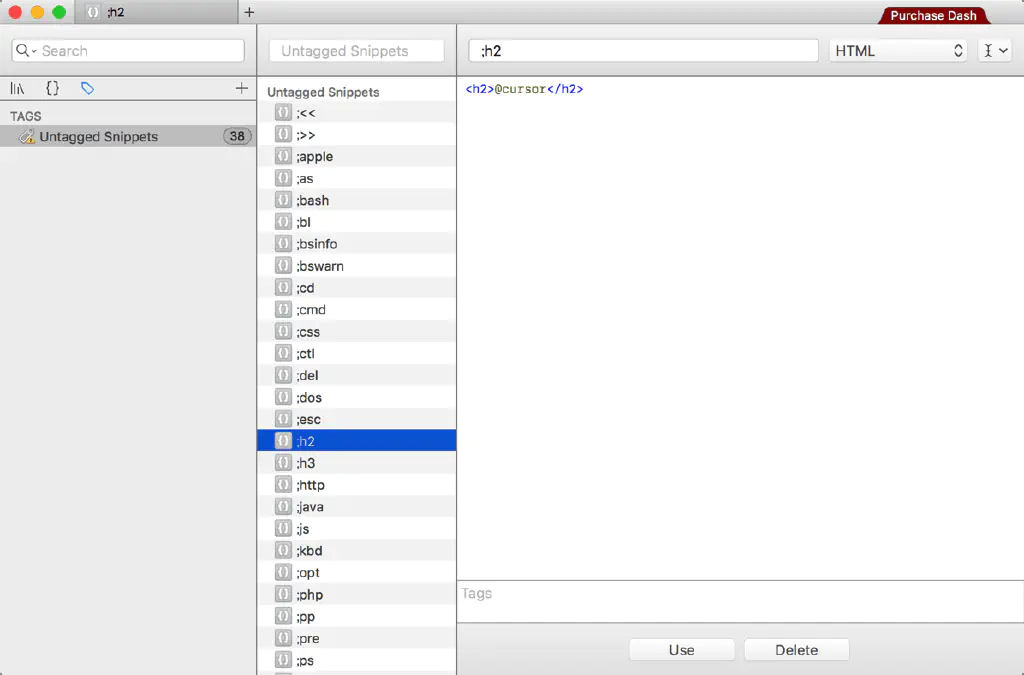 ;h2
Purchase Dash
Search
Untagged Snippets
;h2
HTML
TAGS
Untagged Snippets
38
Untagged Snippets
;<<
;>>
;apple
;as
;bash
;bl
;bsinfo
;bswarn
;cd
;cmd
;css
;ctl
;del
;dos
;esc
;h2
;h3
;http
;java
;js
;kbd
;opt
;php
;pp
;pre
;ps
<h2>@cursor</h2>
Tags
Use
Delete